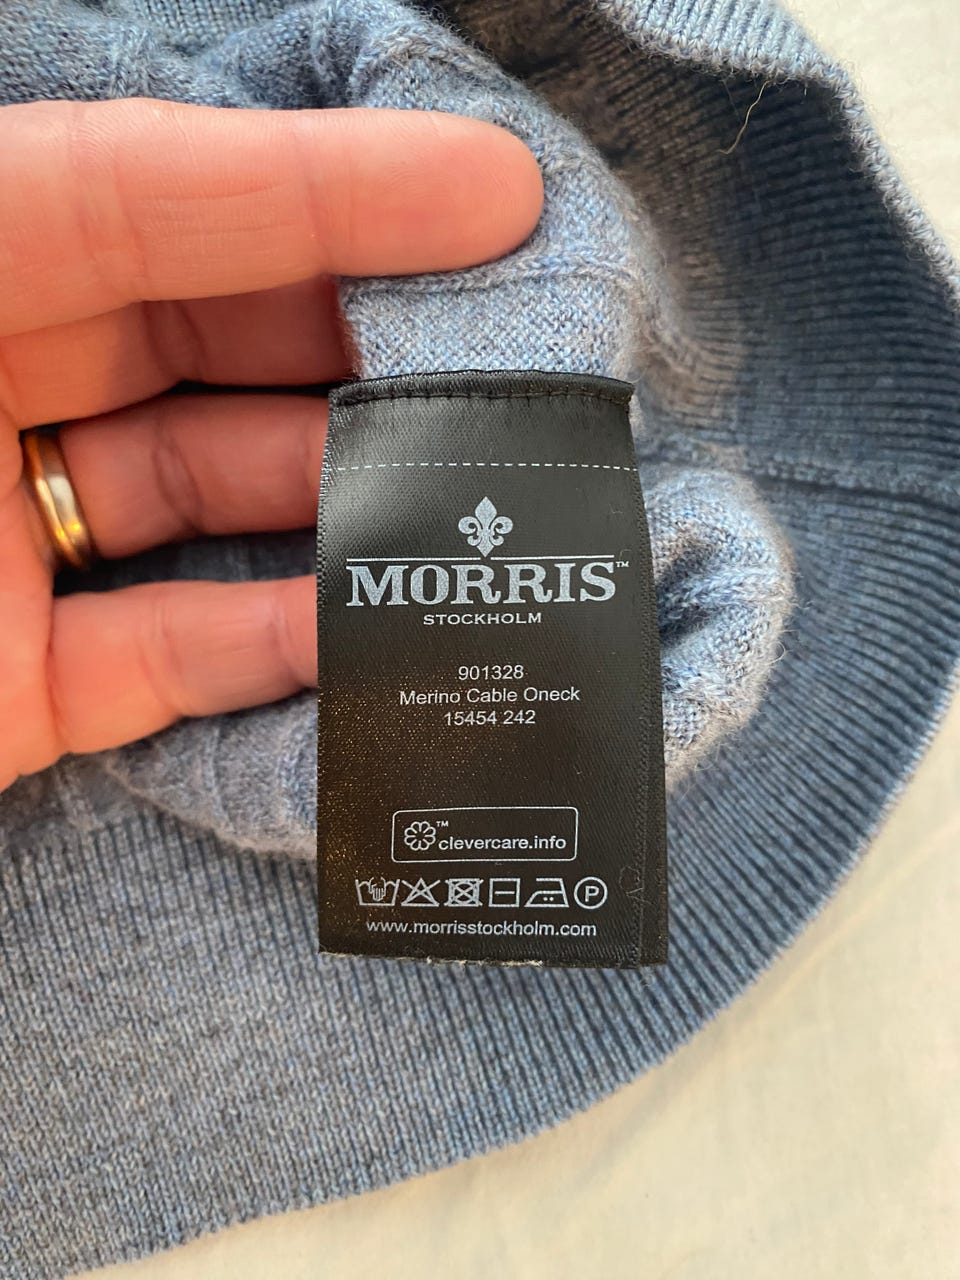 MORRIS™
STOCKHOLM
901328
Merino Cable Oneck
15454 242
™
clevercare.info
P
www.morrisstockholm.com